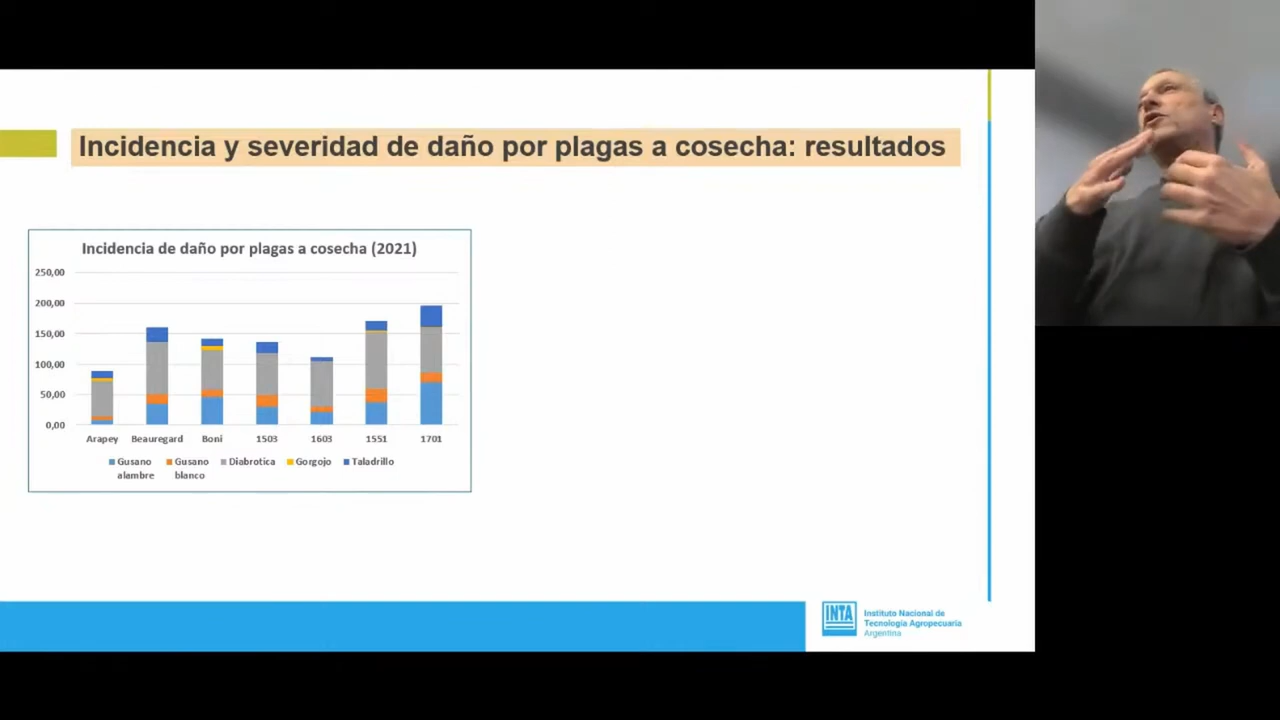 Incidencia y severidad de daño por plagas a cosecha: resultados
Incidencia de daño por plagas a cosecha (2021)
250,00
200,00
150,00
100,00
50,00
0,00
Arapey Beauregard Boni 1503 1603 1551 1701
Gusano alambre Gusano blanco Diabrotica Gorgojo Taladrillo
INTA
Instituto Nacional de
Tecnología Agropecuaria
Argentina